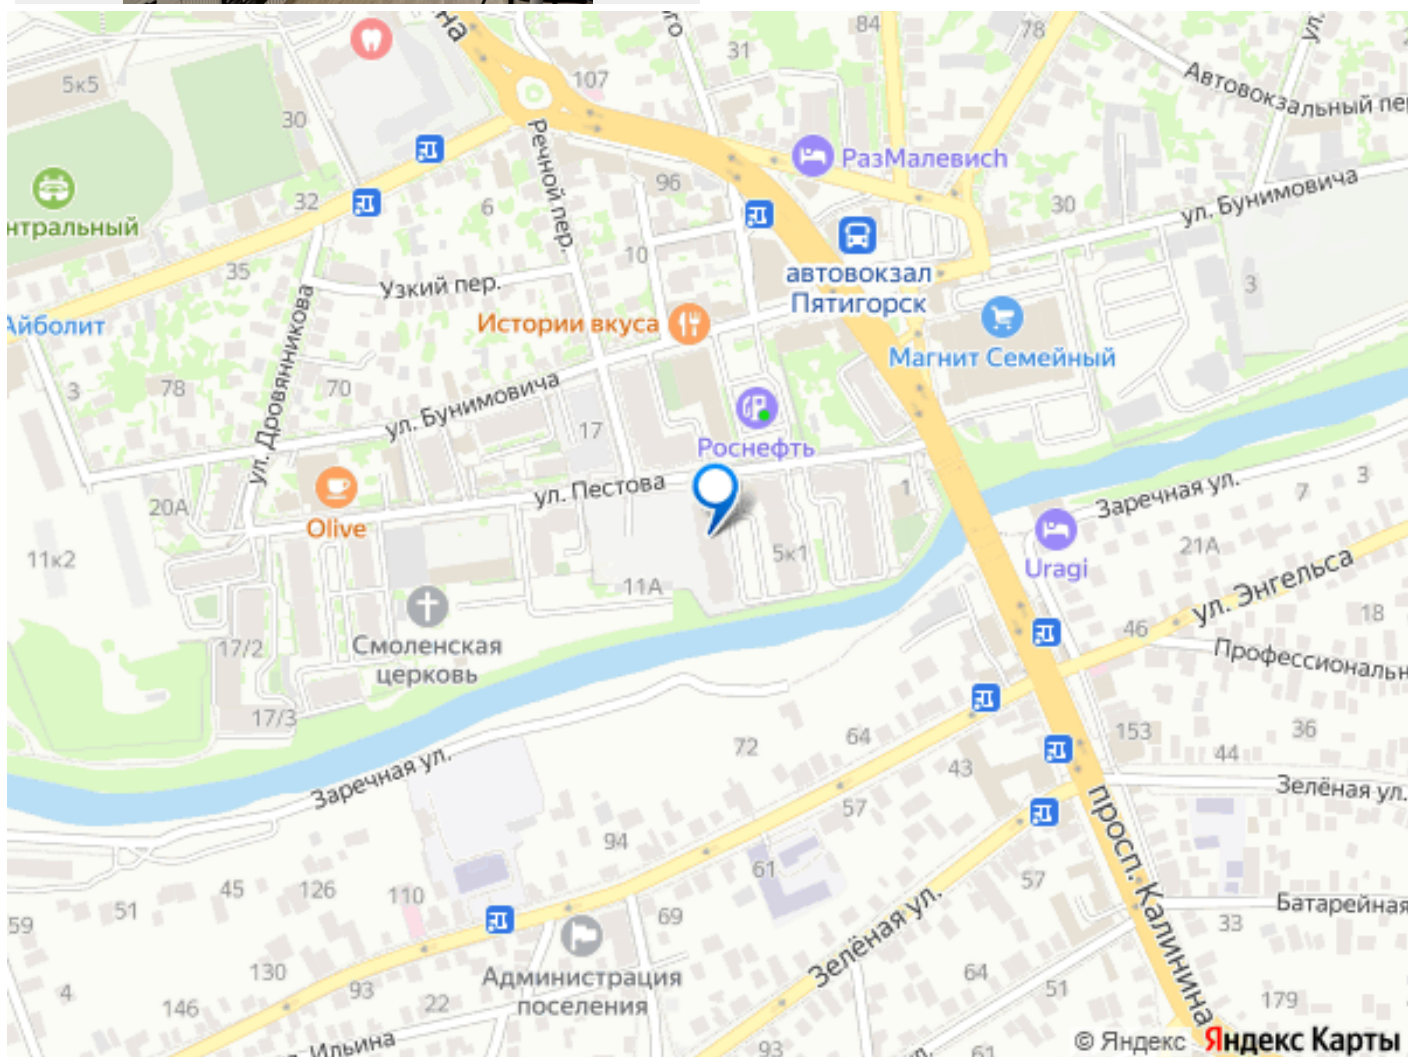 на
ого
31
84
78
ул.
Автовокзальный пер
5к5
107
30
Речной пер.
РазМалевич
96
32
6
30
ул. Бунимовича
нтральный
10
35
Узкий пер.
автовокзал
Пятигорск
3
Айболит
ул. Дровянникова
Истории вкуса
Магнит Семейный
3
78
70
ул. Бунимовича
17
Роснефть
20А
Olive
ул. Пестова
1
Заречная ул.
7
3
11к2
11А
5к1
Uragi
21А
ул. Энгельса
Смоленская
церковь
17/2
46
18
Профессиональн
17/3
72
64
153
36
44
43
Заречная ул.
Зелёная ул.
57
просп. Калинина
94
61
57
45
126
110
51
59
69
Зелёная ул.
Батарейная
33
Администрация
поселения
130
93
146
22
4
64
51
179
Ильина
93
61
ул.
© Яндекс Яндекс Карты